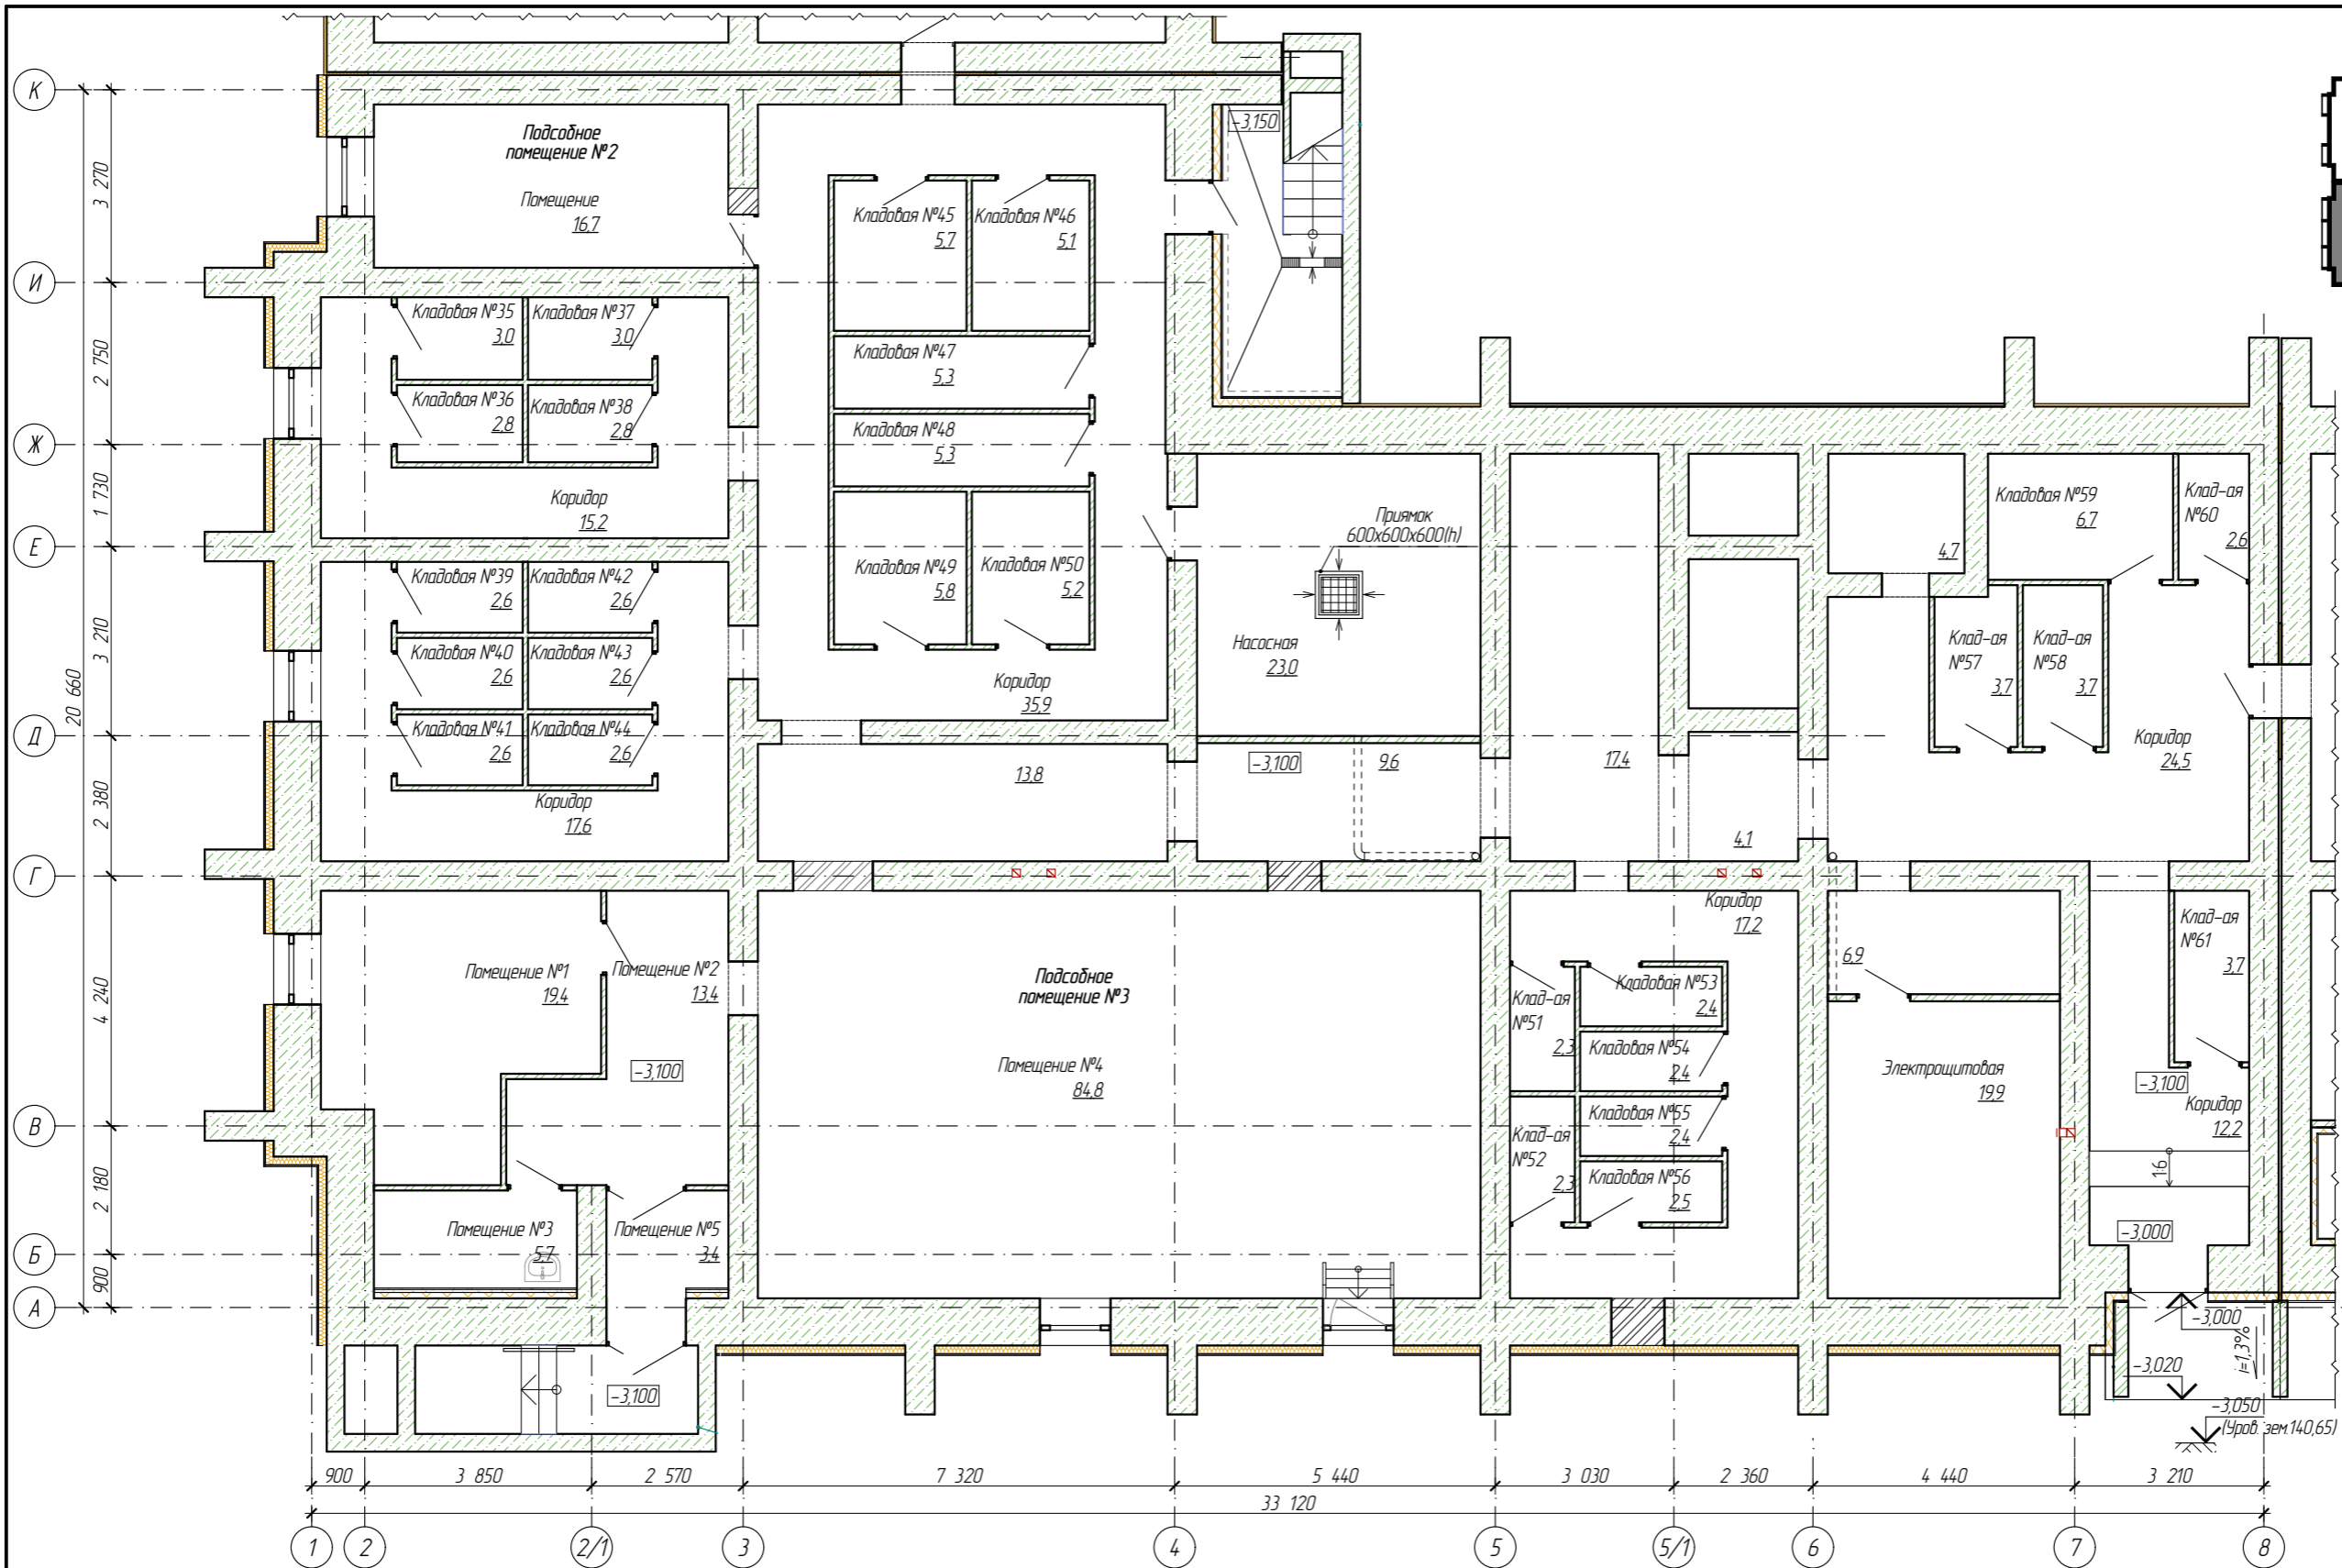 К
И
Ж
Е
Д
Г
В
Б
А
3 270
2 750
1 730
3 210
2 380
4 240
2 180
900
20 660
Подсобное
помещение №2
Помещение
16,7
-3,150
Кладовая №45
5,7
Кладовая №46
5,1
Кладовая №47
5,3
Кладовая №48
5,3
Кладовая №49
5,8
Кладовая №50
5,2
Коридор
35,9
Кладовая №35
3,0
Кладовая №37
3,0
Кладовая №36
2,8
Кладовая №38
2,8
Коридор
15,2
Кладовая №39
2,6
Кладовая №42
2,6
Кладовая №40
2,6
Кладовая №43
2,6
Кладовая №41
2,6
Кладовая №44
2,6
Коридор
17,6
Приямок
600х600х600(h)
Насосная
23,0
13,8
-3,100
9,6
17,4
4,1
4,7
Кладовая №59
6,7
Клад-ая
№60
2,6
Клад-ая
№57
3,7
Клад-ая
№58
3,7
Коридор
24,5
Помещение №1
19,4
Помещение №2
13,4
-3,100
Помещение №3
5,7
Помещение №5
3,4
-3,100
Подсобное
помещение №3
Помещение №4
84,8
Коридор
17,2
Клад-ая
№51
2,3
Кладовая №53
2,4
Кладовая №54
2,4
Кладовая №55
2,4
Клад-ая
№52
2,3
Кладовая №56
2,5
6,9
Электрощитовая
19,9
Клад-ая
№61
3,7
-3,100
Коридор
12,2
1:6
-3,000
-3,000
i=1,3%
-3,020
-3,050
(Уров. зем.140,65)
900
3 850
2 570
7 320
5 440
3 030
2 360
4 440
3 210
33 120
1
2
2/1
3
4
5
5/1
6
7
8